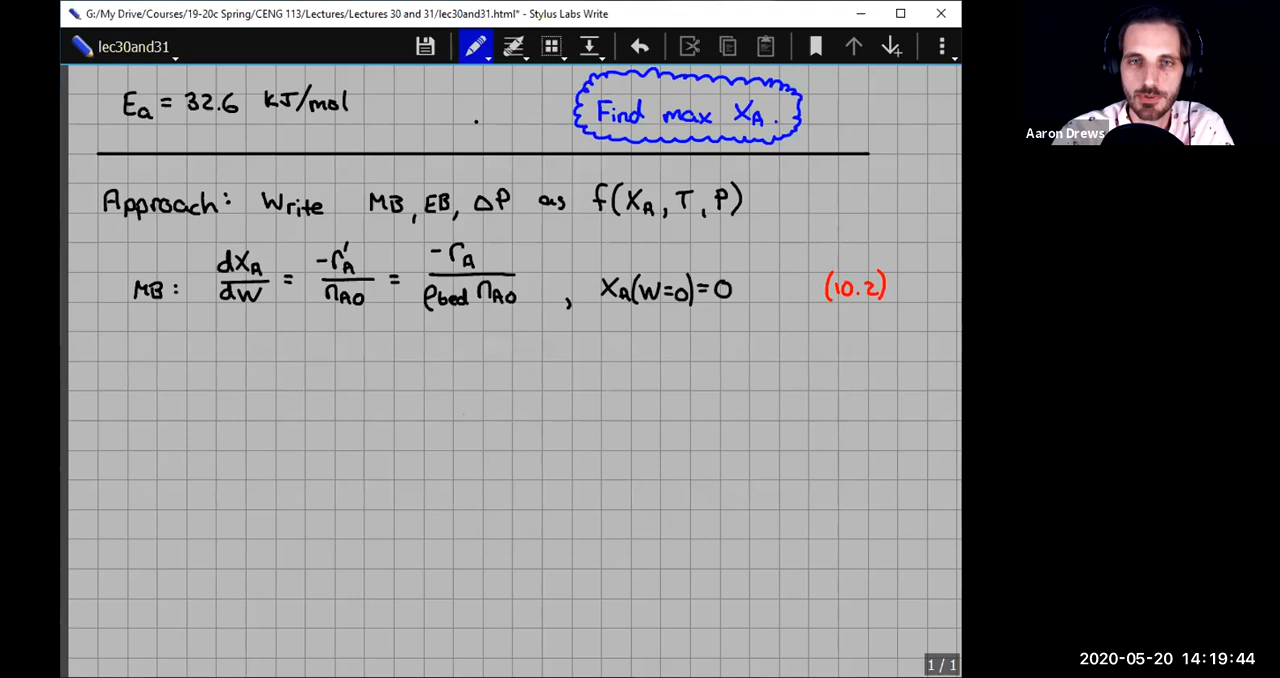 G:/My Drive/Courses/19-20c Spring/CENG 113/Lectures/Lectures 30 and 31/lec30and31.html* - Stylus Labs Write
lec30and31
Ea = 32.6 kJ/mol
Find max XA.
Aaron Drews
Approach: Write MB, EB, ΔP as f(XA, T, P)
MB: dXA/dW = -r'A/ṅA0 = -rA/(ρbed ṅA0), XA(W=0)=0 (10.2)
1 / 1
2020-05-20 14:19:44